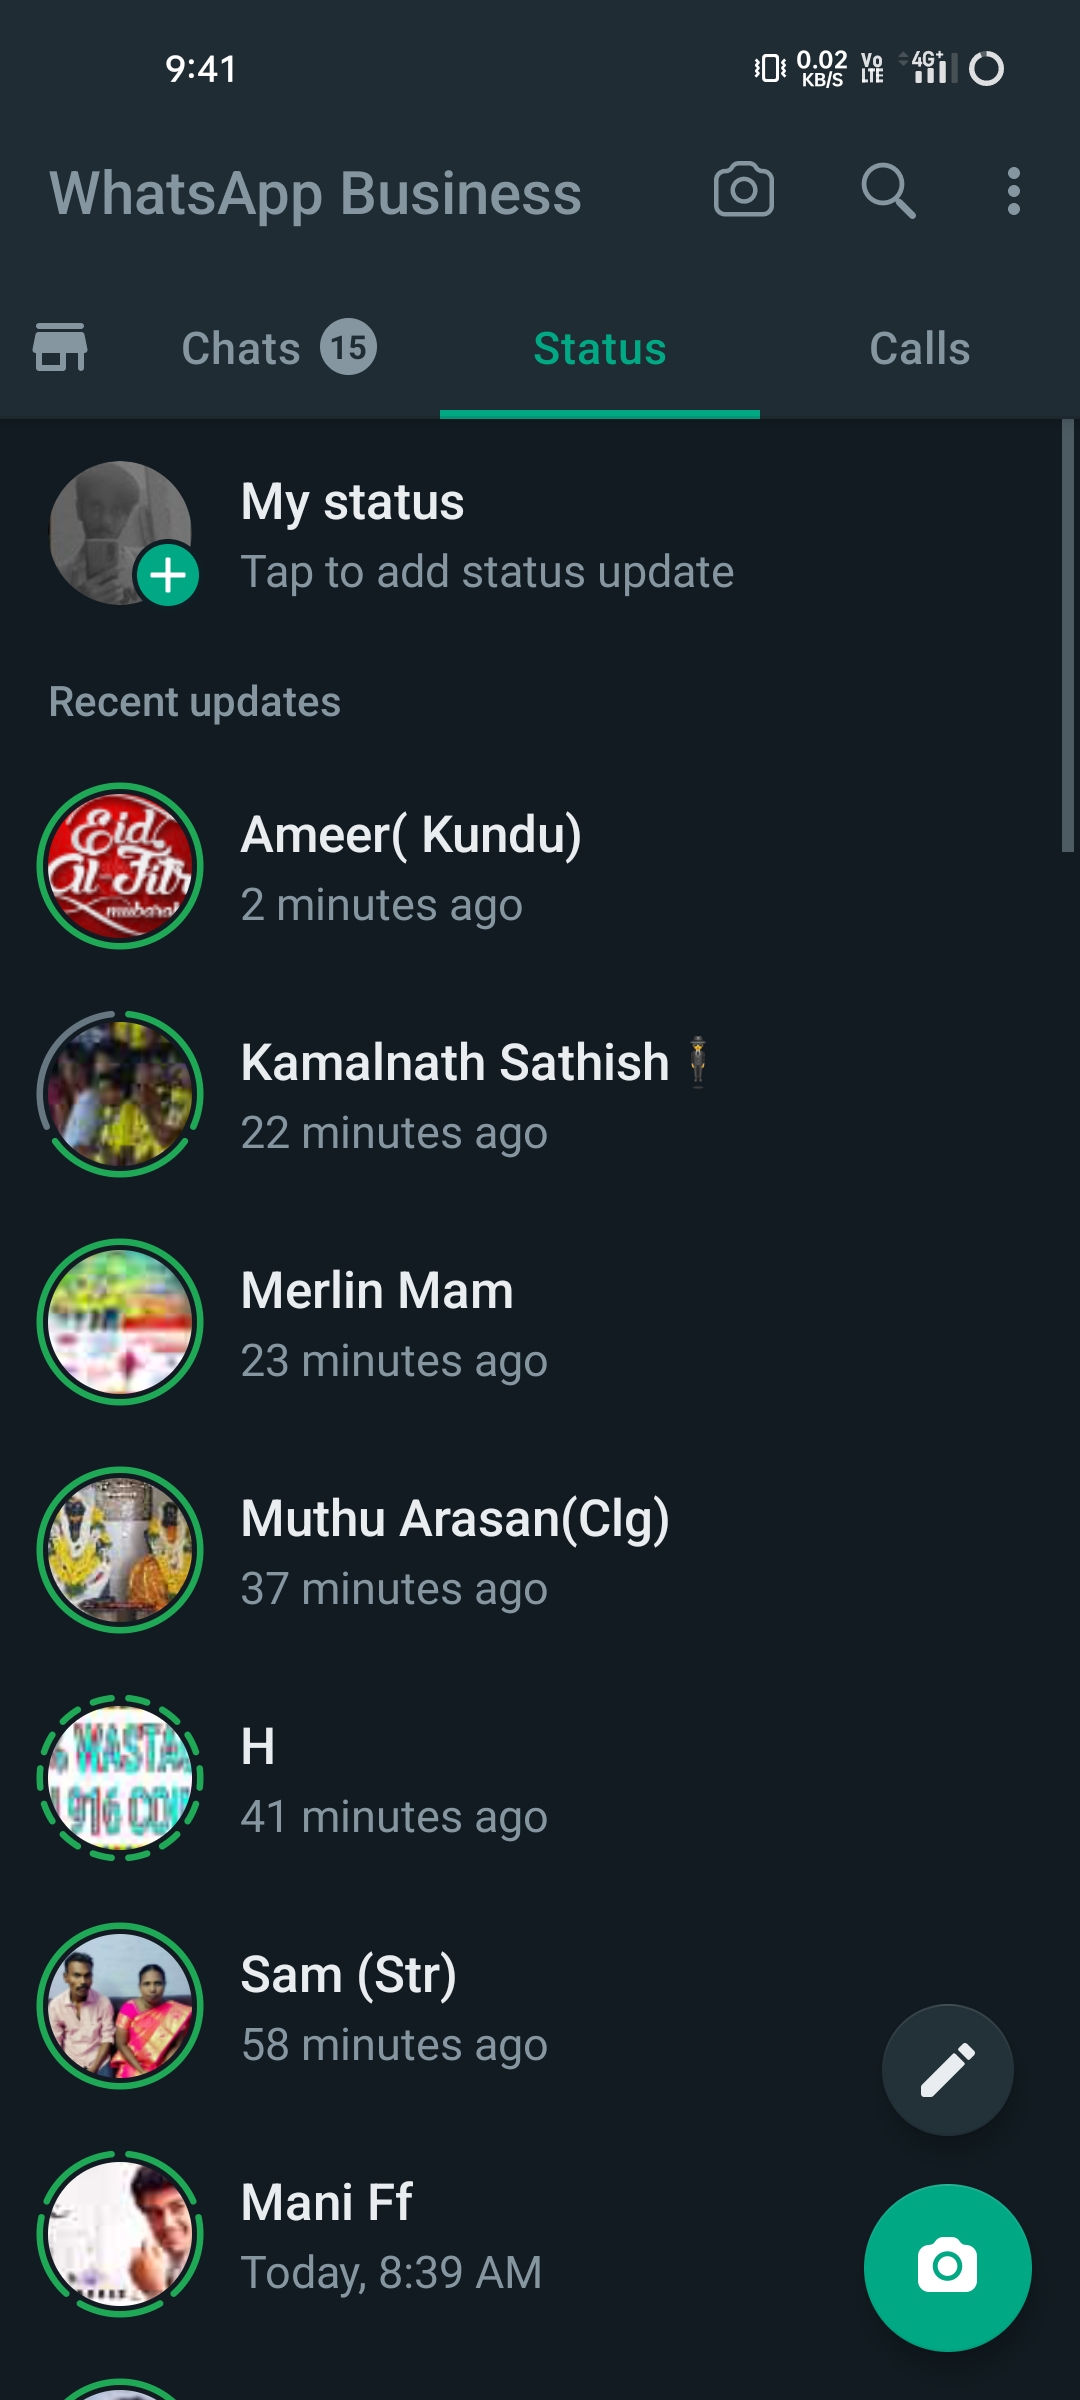 9:41
0.02
KB/S
Vo
LTE
4G+
WhatsApp Business
Chats 15
Status
Calls
My status
Tap to add status update
Recent updates
Eid
al-Fitr
mubarak
Ameer( Kundu)
2 minutes ago
Kamalnath Sathish🕴
22 minutes ago
Merlin Mam
23 minutes ago
Muthu Arasan(Clg)
37 minutes ago
WASTA
916 CO
H
41 minutes ago
Sam (Str)
58 minutes ago
Mani Ff
Today, 8:39 AM